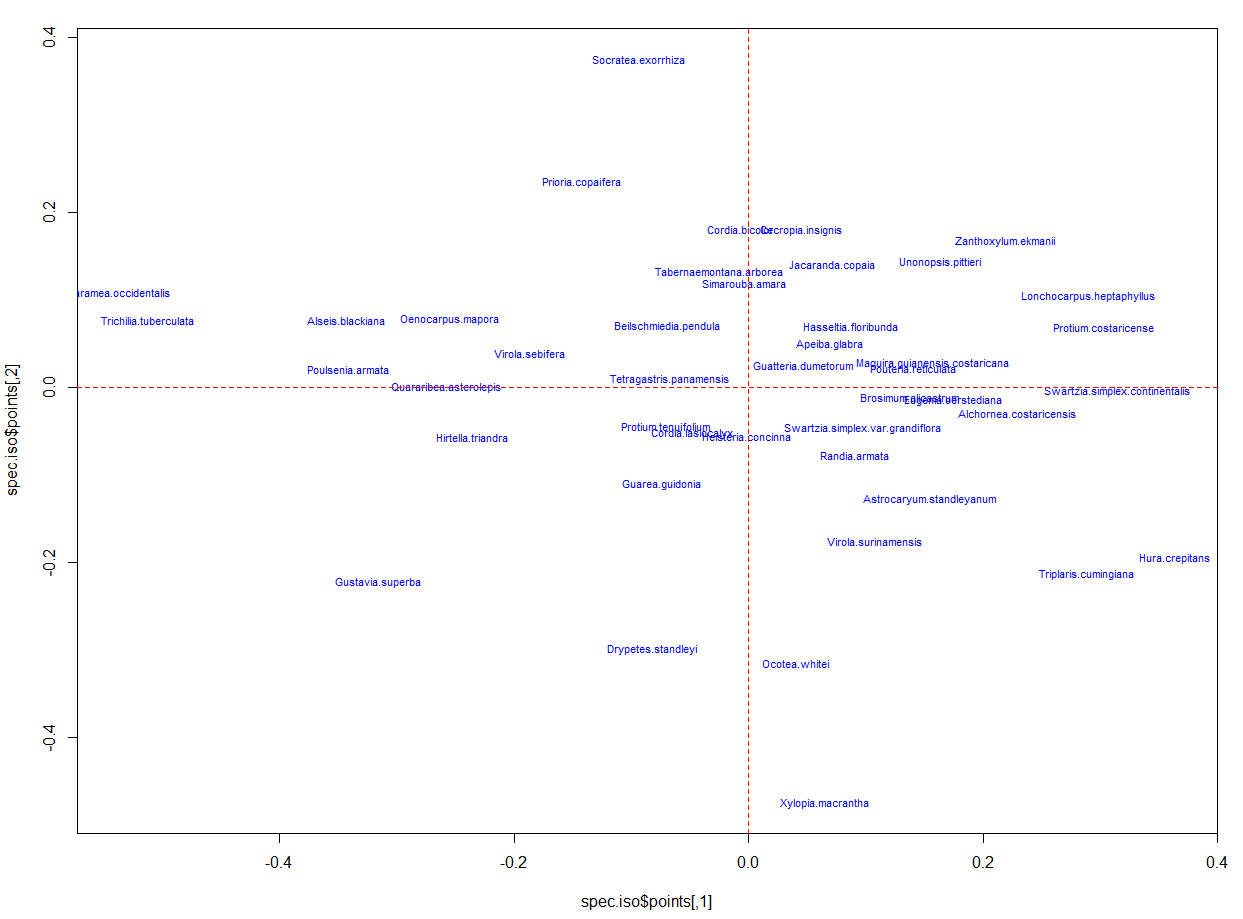 0.4
Socratea.exorrhiza
Prioria.copaifera
0.2
Cordia.bicolor
Cecropia.insignis
Zanthoxylum.ekmanii
Unonopsis.pittieri
Jacaranda.copaia
Tabernaemontana.arborea
Simarouba.amara
ramea.occidentalis
Lonchocarpus.heptaphyllus
Trichilia.tuberculata
Alseis.blackiana
Oenocarpus.mapora
Beilschmiedia.pendula
Hasseltia.floribunda
Protium.costaricense
Apeiba.glabra
Virola.sebifera
Poulsenia.armata
Guatteria.dumetorum
Maquira.guianensis.costaricana
Pouteria.reticulata
Tetragastris.panamensis
0.0
Quararibea.asterolepis
Swartzia.simplex.continentalis
Brosimum.alicastrum
Eugenia.oerstediana
Alchornea.costaricensis
Protium.tenuifolium
Cordia.lasiocalyx
Heisteria.concinna
Swartzia.simplex.var.grandiflora
Hirtella.triandra
Randia.armata
Guarea.guidonia
Astrocaryum.standleyanum
Virola.surinamensis
-0.2
Hura.crepitans
Triplaris.cumingiana
Gustavia.superba
Drypetes.standleyi
Ocotea.whitei
-0.4
Xylopia.macrantha
spec.iso$points[,2]
-0.4
-0.2
0.0
0.2
0.4
spec.iso$points[,1]